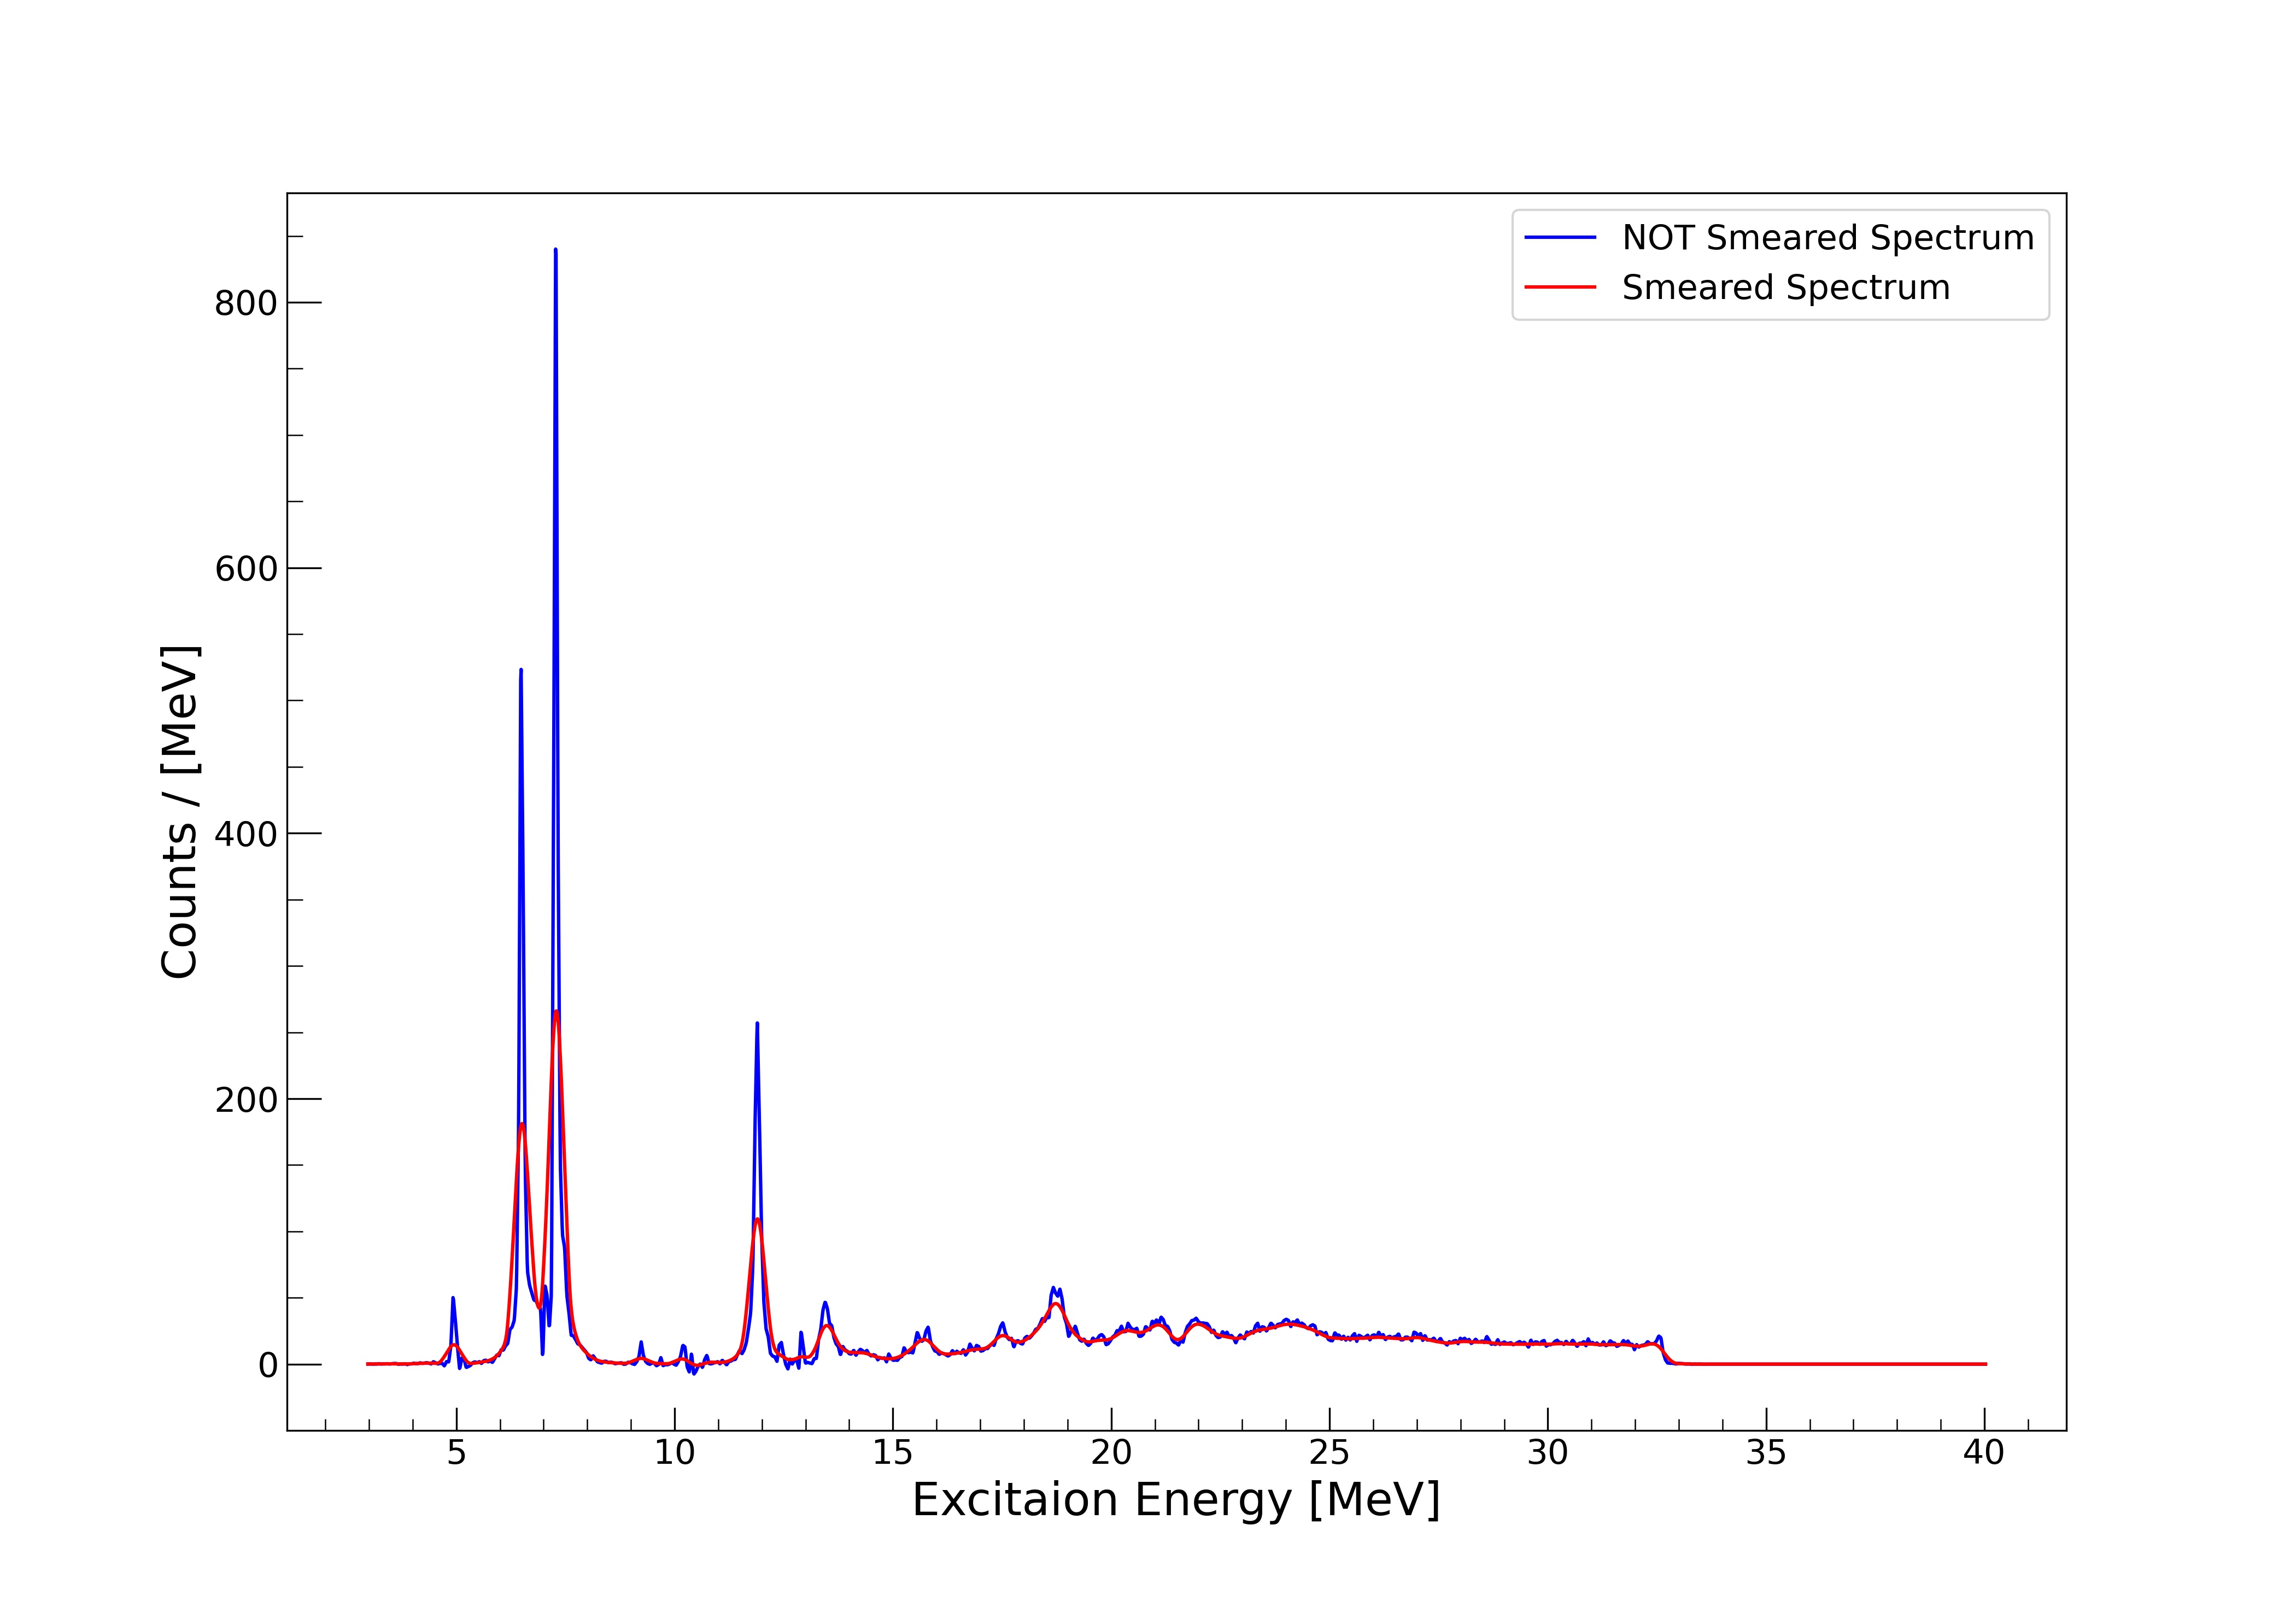 NOT Smeared Spectrum
Smeared Spectrum
800
600
400
200
0
Counts / [MeV]
5 10 15 20 25 30 35 40
Excitaion Energy [MeV]